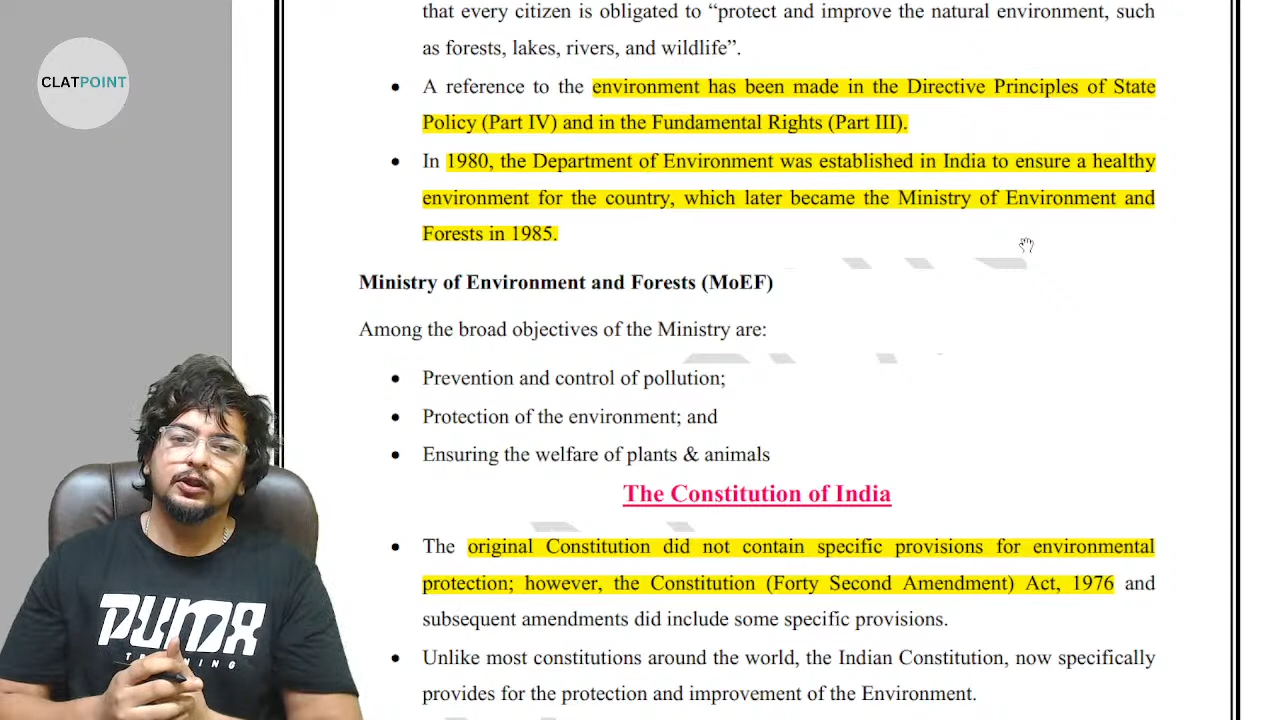 that every citizen is obligated to “protect and improve the natural environment, such
as forests, lakes, rivers, and wildlife”.
CLATPOINT
• A reference to the environment has been made in the Directive Principles of State
Policy (Part IV) and in the Fundamental Rights (Part III).
• In 1980, the Department of Environment was established in India to ensure a healthy
environment for the country, which later became the Ministry of Environment and
Forests in 1985.
Ministry of Environment and Forests (MoEF)
Among the broad objectives of the Ministry are:
• Prevention and control of pollution;
• Protection of the environment; and
• Ensuring the welfare of plants & animals
The Constitution of India
• The original Constitution did not contain specific provisions for environmental
protection; however, the Constitution (Forty Second Amendment) Act, 1976 and
subsequent amendments did include some specific provisions.
• Unlike most constitutions around the world, the Indian Constitution, now specifically
provides for the protection and improvement of the Environment.
PUMX
TRAINING